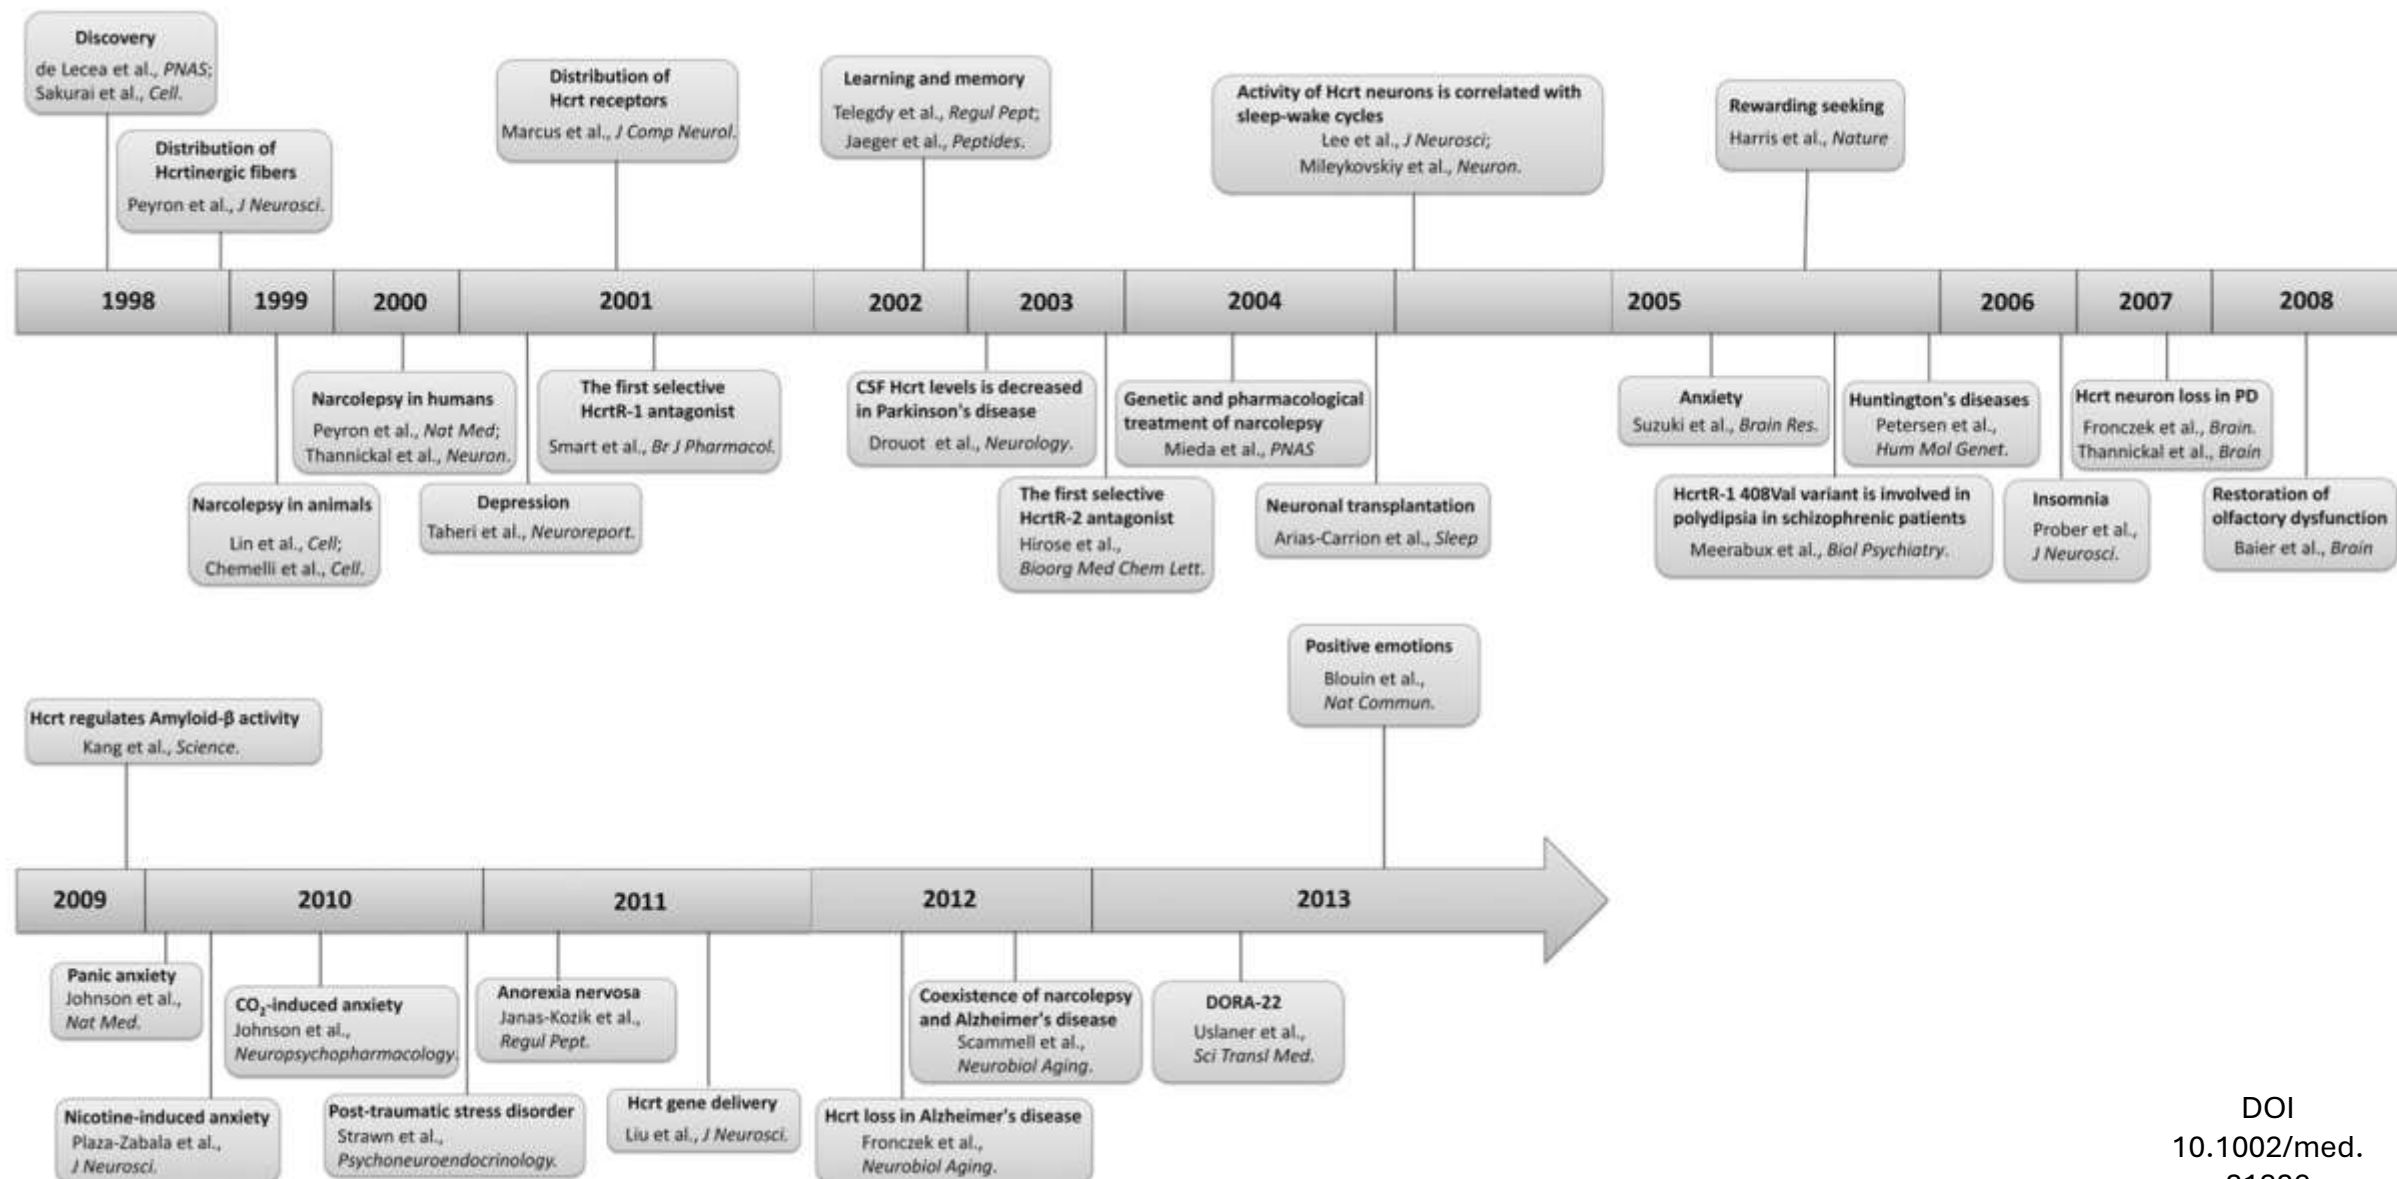 Discovery
de Lecea et al., PNAS;
Sakurai et al., Cell.
Distribution of
Hcrtinergic fibers
Peyron et al., J Neurosci.
Distribution of
Hcrt receptors
Marcus et al., J Comp Neurol.
Learning and memory
Telegdy et al., Regul Pept;
Jaeger et al., Peptides.
Activity of Hcrt neurons is correlated with
sleep-wake cycles
Lee et al., J Neurosci;
Mileykovskiy et al., Neuron.
Rewarding seeking
Harris et al., Nature
1998
1999
2000
2001
2002
2003
2004
2005
2006
2007
2008
Narcolepsy in animals
Lin et al., Cell;
Chemelli et al., Cell.
Narcolepsy in humans
Peyron et al., Nat Med;
Thannickal et al., Neuron.
Depression
Taheri et al., Neuroreport.
The first selective
HcrtR-1 antagonist
Smart et al., Br J Pharmacol.
CSF Hcrt levels is decreased
in Parkinson's disease
Drouot et al., Neurology.
The first selective
HcrtR-2 antagonist
Hirose et al.,
Bioorg Med Chem Lett.
Genetic and pharmacological
treatment of narcolepsy
Mieda et al., PNAS
Neuronal transplantation
Arias-Carrion et al., Sleep
Anxiety
Suzuki et al., Brain Res.
HcrtR-1 408Val variant is involved in
polydipsia in schizophrenic patients
Meerabux et al., Biol Psychiatry.
Huntington's diseases
Petersen et al.,
Hum Mol Genet.
Insomnia
Prober et al.,
J Neurosci.
Hcrt neuron loss in PD
Fronczek et al., Brain.
Thannickal et al., Brain
Restoration of
olfactory dysfunction
Baier et al., Brain
Hcrt regulates Amyloid-β activity
Kang et al., Science.
Positive emotions
Blouin et al.,
Nat Commun.
2009
2010
2011
2012
2013
Panic anxiety
Johnson et al.,
Nat Med.
Nicotine-induced anxiety
Plaza-Zabala et al.,
J Neurosci.
CO₂-induced anxiety
Johnson et al.,
Neuropsychopharmacology.
Post-traumatic stress disorder
Strawn et al.,
Psychoneuroendocrinology.
Anorexia nervosa
Janas-Kozik et al.,
Regul Pept.
Hcrt gene delivery
Liu et al., J Neurosci.
Hcrt loss in Alzheimer's disease
Fronczek et al.,
Neurobiol Aging.
Coexistence of narcolepsy
and Alzheimer's disease
Scammell et al.,
Neurobiol Aging.
DORA-22
Uslaner et al.,
Sci Transl Med.
DOI
10.1002/med.